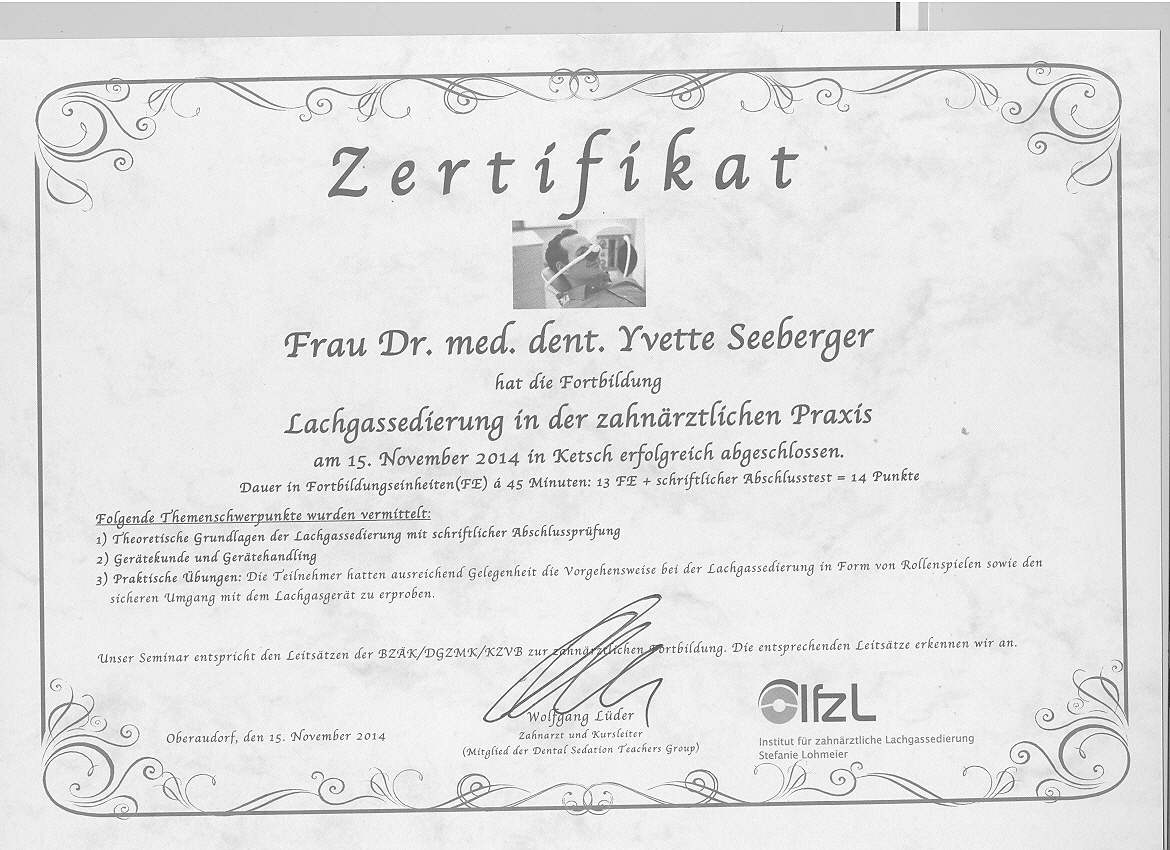 Zertifikat
Frau Dr. med. dent. Yvette Seeberger
hat die Fortbildung
Lachgassedierung in der zahnärztlichen Praxis
am 15. November 2014 in Ketsch erfolgreich abgeschlossen.
Dauer in Fortbildungseinheiten(FE) á 45 Minuten: 13 FE + schriftlicher Abschlusstest = 14 Punkte
Folgende Themenschwerpunkte wurden vermittelt:
1) Theoretische Grundlagen der Lachgassedierung mit schriftlicher Abschlussprüfung
2) Gerätekunde und Gerätehandling
3) Praktische Übungen: Die Teilnehmer hatten ausreichend Gelegenheit die Vorgehensweise bei der Lachgassedierung in Form von Rollenspielen sowie den
sicheren Umgang mit dem Lachgasgerät zu erproben.
Unser Seminar entspricht den Leitsätzen der BZÄK/DGZMK/KZVB zur zahnärztlichen Fortbildung. Die entsprechenden Leitsätze erkennen wir an.
Oberaudorf, den 15. November 2014
Wolfgang Lüder
Zahnarzt und Kursleiter
(Mitglied der Dental Sedation Teachers Group)
IfzL
Institut für zahnärztliche Lachgassedierung
Stefanie Lohmeier